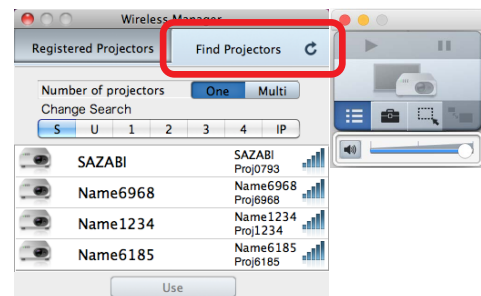 Wireless Manager
Registered Projectors Find Projectors
Number of projectors One Multi
Change Search
S U 1 2 3 4 IP
SAZABI SAZABI
Proj0793
Name6968 Name6968
Proj6968
Name1234 Name1234
Proj1234
Name6185 Name6185
Proj6185
Use